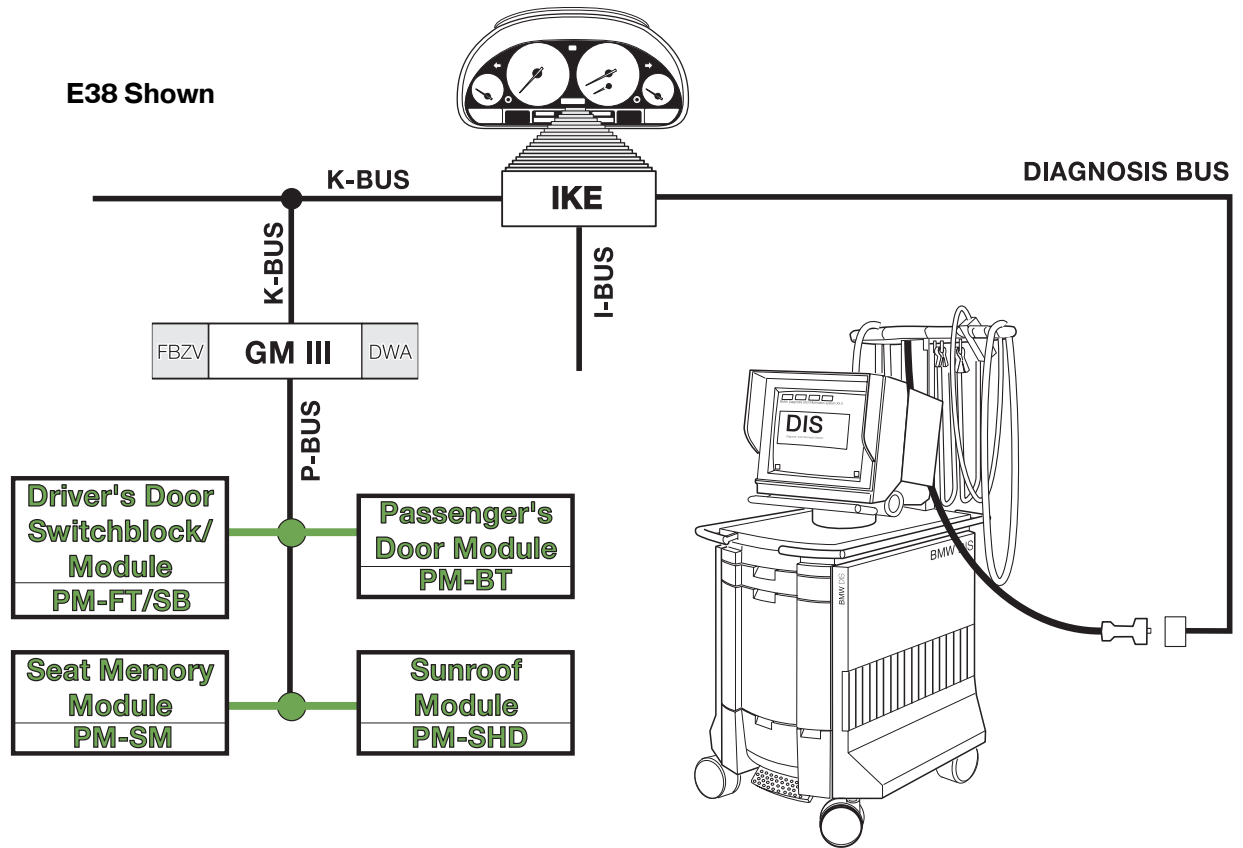 E38 Shown
K-BUS
DIAGNOSIS BUS
IKE
K-BUS
I-BUS
FBZV
GM III
DWA
P-BUS
DIS
Driver's Door
Switchblock/
Module
PM-FT/SB
Passenger's
Door Module
PM-BT
BMW DIS
BMW DIS
Seat Memory
Module
PM-SM
Sunroof
Module
PM-SHD